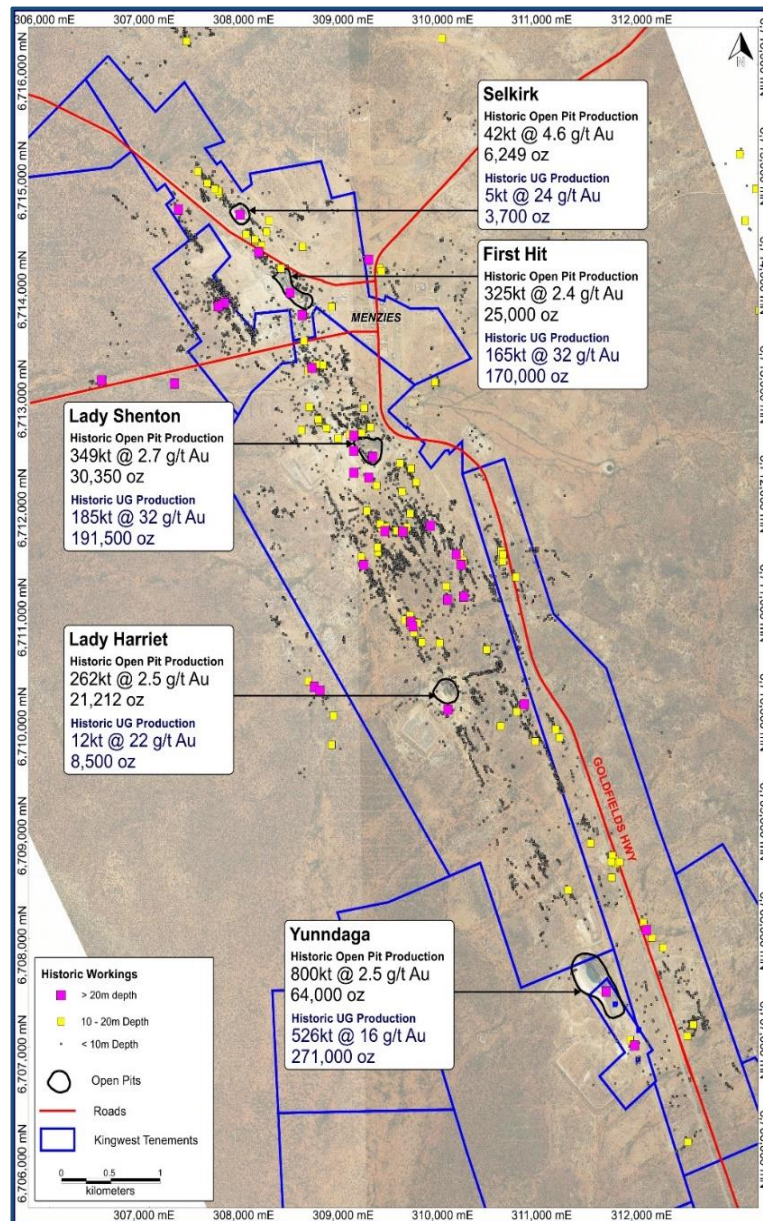 306,000 mE 307,000 mE 308,000 mE 309,000 mE 310,000 mE 311,000 mE 312,000 mE
6,716,000 mN
6,715,000 mN
6,714,000 mN
6,713,000 mN
6,712,000 mN
6,711,000 mN
6,710,000 mN
6,709,000 mN
6,708,000 mN
6,707,000 mN
6,706,000 mN
N
Selkirk
Historic Open Pit Production
42kt @ 4.6 g/t Au
6,249 oz
Historic UG Production
5kt @ 24 g/t Au
3,700 oz
First Hit
Historic Open Pit Production
325kt @ 2.4 g/t Au
25,000 oz
Historic UG Production
165kt @ 32 g/t Au
170,000 oz
MENZIES
Lady Shenton
Historic Open Pit Production
349kt @ 2.7 g/t Au
30,350 oz
Historic UG Production
185kt @ 32 g/t Au
191,500 oz
Lady Harriet
Historic Open Pit Production
262kt @ 2.5 g/t Au
21,212 oz
Historic UG Production
12kt @ 22 g/t Au
8,500 oz
GOLDFIELDS HWY
Yunndaga
Historic Open Pit Production
800kt @ 2.5 g/t Au
64,000 oz
Historic UG Production
526kt @ 16 g/t Au
271,000 oz
Historic Workings
> 20m depth
10 - 20m Depth
< 10m Depth
Open Pits
Roads
Kingwest Tenements
0 0.5 1
kilometers
307,000 mE 308,000 mE 309,000 mE 310,000 mE 311,000 mE 312,000 mE